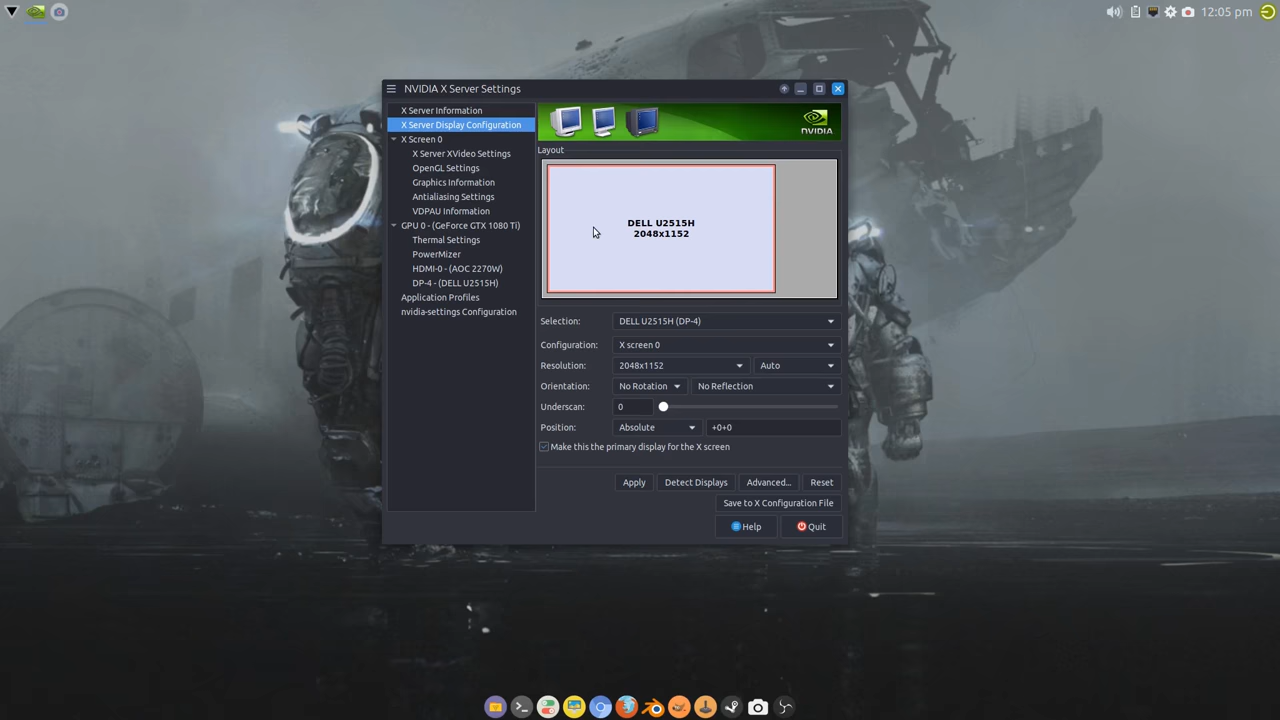 12:05 pm
NVIDIA X Server Settings
X Server Information
X Server Display Configuration
X Screen 0
X Server XVideo Settings
OpenGL Settings
Graphics Information
Antialiasing Settings
VDPAU Information
GPU 0 - (GeForce GTX 1080 Ti)
Thermal Settings
PowerMizer
HDMI-0 - (AOC 2270W)
DP-4 - (DELL U2515H)
Application Profiles
nvidia-settings Configuration
NVIDIA
Layout
DELL U2515H
2048x1152
Selection: DELL U2515H (DP-4)
Configuration: X screen 0
Resolution: 2048x1152 Auto
Orientation: No Rotation No Reflection
Underscan: 0
Position: Absolute +0+0
Make this the primary display for the X screen
Apply Detect Displays Advanced... Reset
Save to X Configuration File
Help Quit